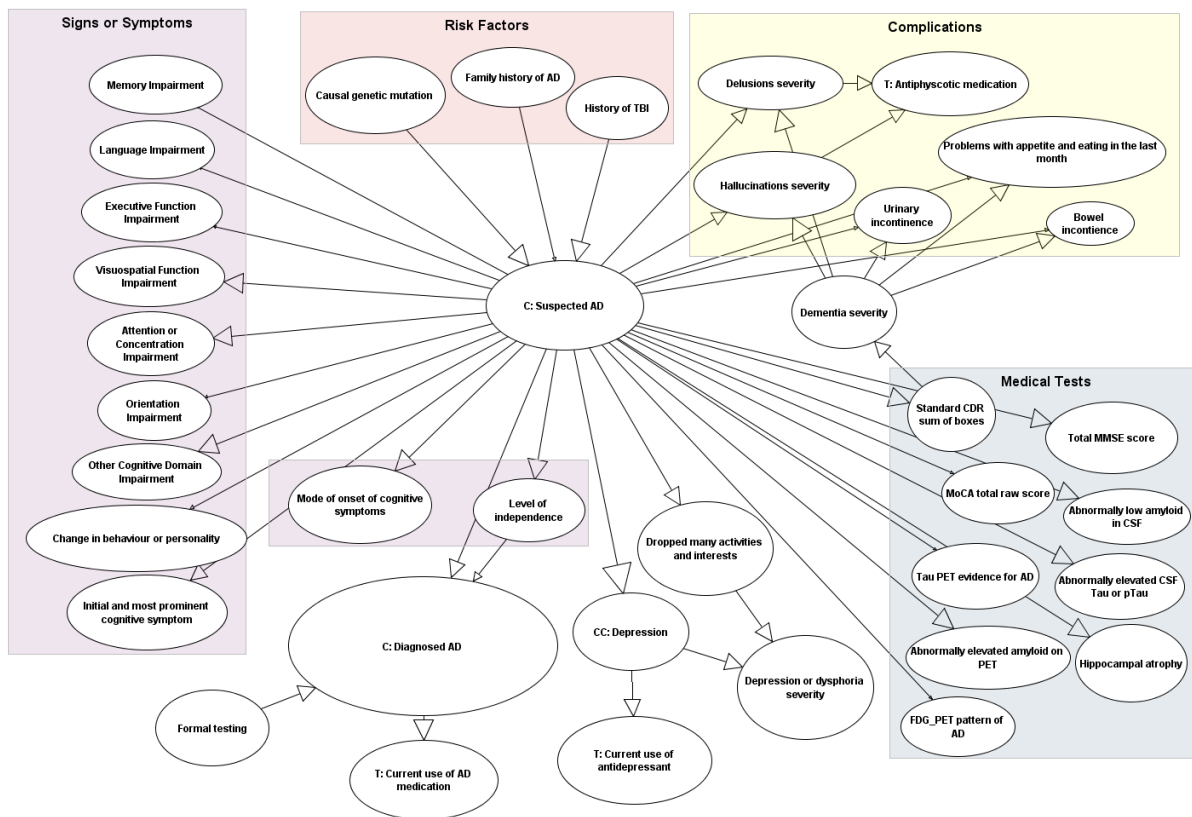 Signs or Symptoms
Memory Impairment
Language Impairment
Executive Function
Impairment
Visuospatial Function
Impairment
Attention or
Concentration
Impairment
Orientation
Impairment
Other Cognitive Domain
Impairment
Change in behaviour or personality
Initial and most prominent
cognitive symptom
Risk Factors
Causal genetic mutation
Family history of AD
History of TBI
Complications
Delusions severity
T: Antiphyscotic medication
Problems with appetite and eating in the last
month
Hallucinations severity
Urinary
incontinence
Bowel
incontience
C: Suspected AD
Dementia severity
Medical Tests
Standard CDR
sum of boxes
Total MMSE score
MoCA total raw score
Abnormally low amyloid
in CSF
Tau PET evidence for AD
Abnormally elevated CSF
Tau or pTau
Abnormally elevated amyloid on
PET
Hippocampal atrophy
FDG_PET pattern of
AD
Mode of onset of cognitive
symptoms
Level of
independence
Dropped many activities
and interests
C: Diagnosed AD
CC: Depression
Depression or dysphoria
severity
Formal testing
T: Current use of AD
medication
T: Current use of
antidepressant